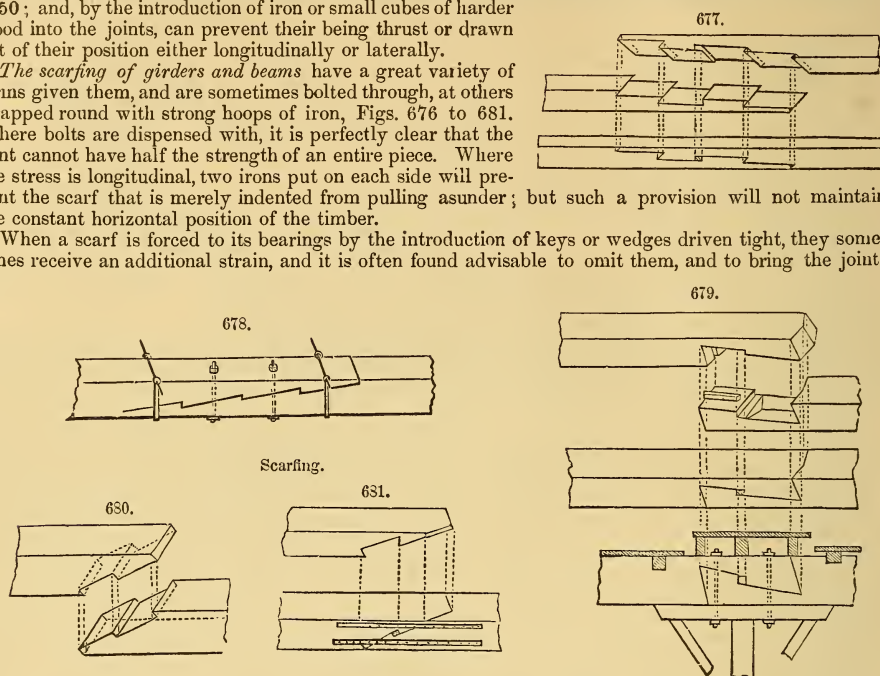 50 ; and, by the introduction of iron or small cubes of harder
ood into the joints, can prevent their being thrust or drawn
t of their position either longitudinally or laterally.
The scarfing of girders and beams have a great variety of
ms given them, and are sometimes bolted through, at others
apped round with strong hoops of iron, Figs. 676 to 681.
here bolts are dispensed with, it is perfectly clear that the
nt cannot have half the strength of an entire piece. Where
e stress is longitudinal, two irons put on each side will pre-
nt the scarf that is merely indented from pulling asunder ; but such a provision will not maintain
e constant horizontal position of the timber.
When a scarf is forced to its bearings by the introduction of keys or wedges driven tight, they some
nes receive an additional strain, and it is often found advisable to omit them, and to bring the joint
677.
678.
679.
Scarfing.
680.
681.